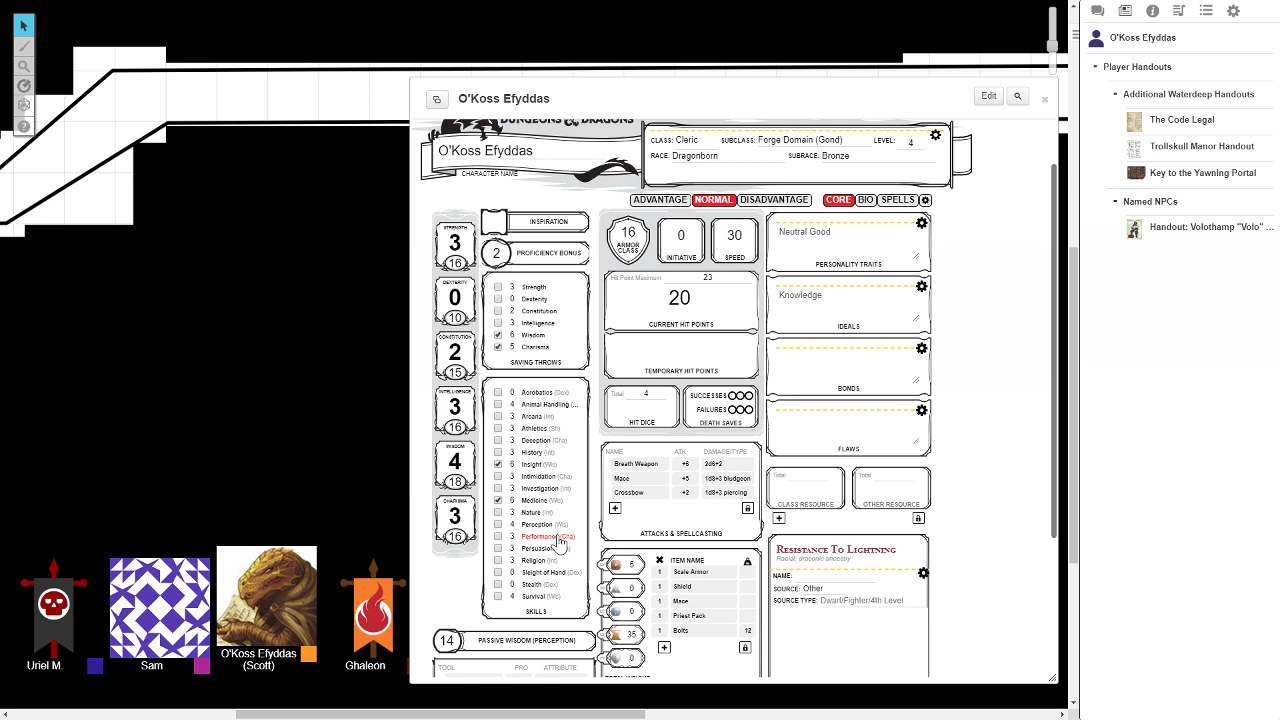 O'Koss Efyddas
Edit
DUNGEONS & DRAGONS
O'Koss Efyddas
CHARACTER NAME
CLASS: Cleric SUBCLASS: Forge Domain (Gond) LEVEL: 4
RACE: Dragonborn SUBRACE: Bronze
ADVANTAGE NORMAL DISADVANTAGE CORE BIO SPELLS
STRENGTH
3
16
DEXTERITY
0
10
CONSTITUTION
2
15
INTELLIGENCE
3
16
WISDOM
4
18
CHARISMA
3
16
INSPIRATION
2 PROFICIENCY BONUS
3 Strength
0 Dexterity
2 Constitution
3 Intelligence
6 Wisdom
5 Charisma
SAVING THROWS
0 Acrobatics (Dex)
4 Animal Handling (...
3 Arcana (Int)
3 Athletics (Str)
3 Deception (Cha)
3 History (Int)
6 Insight (Wis)
3 Intimidation (Cha)
3 Investigation (Int)
6 Medicine (Wis)
3 Nature (Int)
4 Perception (Wis)
3 Performance (Cha)
3 Persuasion
3 Religion (Int)
0 Sleight of Hand (Dex)
0 Stealth (Dex)
4 Survival (Wis)
SKILLS
14 PASSIVE WISDOM (PERCEPTION)
TOOL PRO ATTRIBUTE
16
ARMOR
CLASS
0
INITIATIVE
30
SPEED
Hit Point Maximum: 23
20
CURRENT HIT POINTS
TEMPORARY HIT POINTS
Total 4
HIT DICE
SUCCESSES
FAILURES
DEATH SAVES
NAME ATK DAMAGE/TYPE
Breath Weapon +6 2d6+2
Mace +5 1d8+3 bludgeon
Crossbow +2 1d8+3 piercing
ATTACKS & SPELLCASTING
5
0
0
35
0
ITEM NAME
1 Scale Armor
1 Shield
1 Mace
1 Priest Pack
1 Bolts 12
Neutral Good
PERSONALITY TRAITS
Knowledge
IDEALS
BONDS
FLAWS
Total
CLASS RESOURCE
Total
OTHER RESOURCE
RESISTANCE TO LIGHTNING
Racial: draconic ancestry
NAME:
SOURCE: Other
SOURCE TYPE: Dwarf/Fighter/4th Level
Uriel M.
Sam
O'Koss Efyddas
(Scott)
Ghaleon
O'Koss Efyddas
Player Handouts
Additional Waterdeep Handouts
The Code Legal
Trollskull Manor Handout
Key to the Yawning Portal
Named NPCs
Handout: Volothamp "Volo" ...